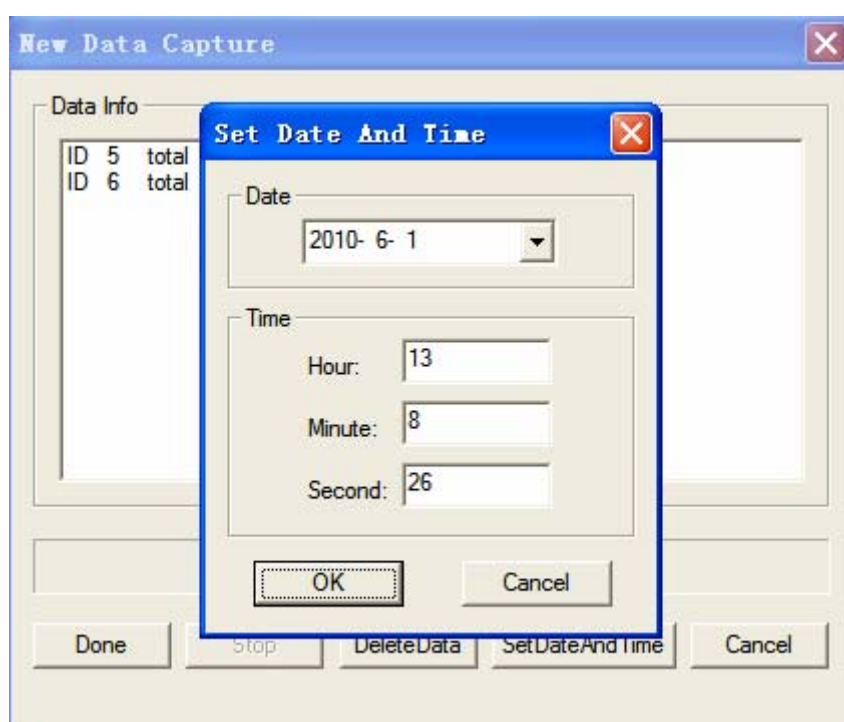 New Data Capture
Data Info
ID 5 total
ID 6 total
Set Date And Time
Date
2010- 6- 1
Time
Hour: 13
Minute: 8
Second: 26
OK Cancel
Done Stop DeleteData SetDateAndTime Cancel